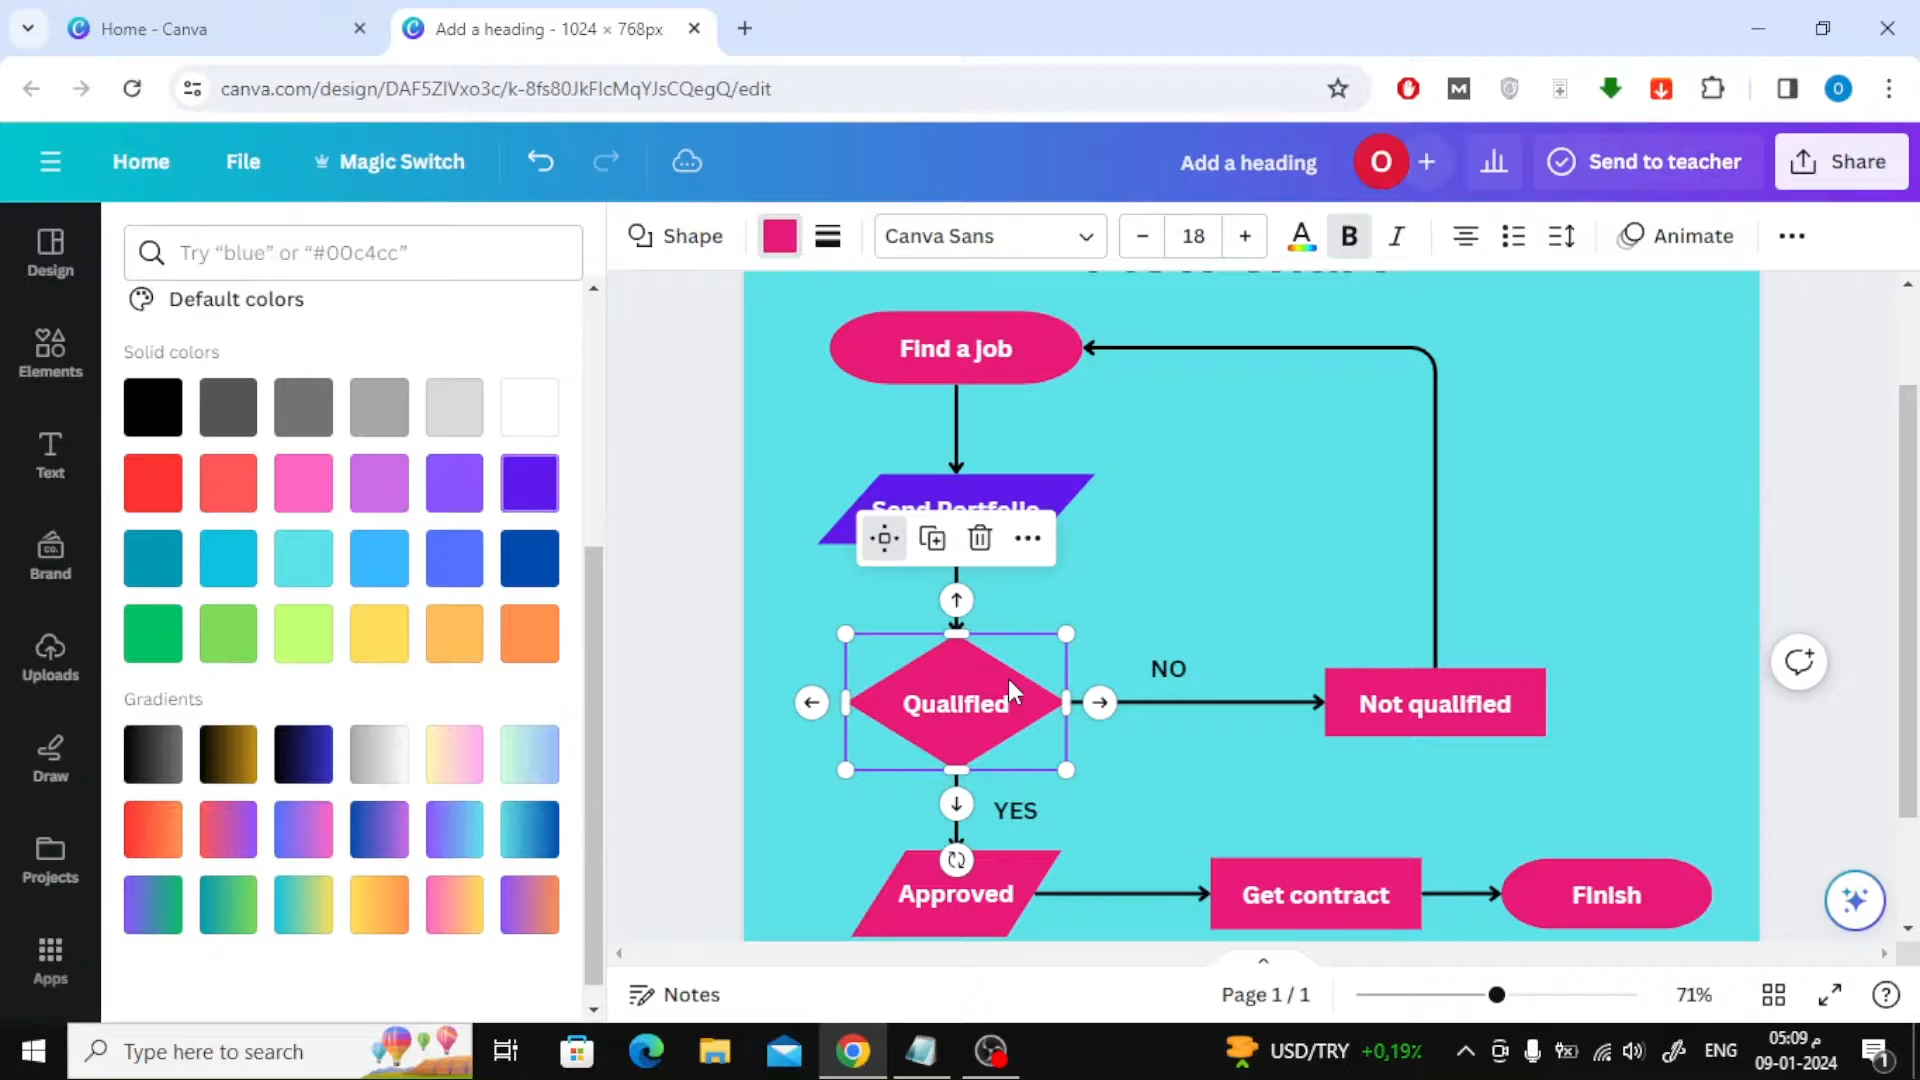 Home - Canva
Add a heading - 1024 × 768px
canva.com/design/DAF5ZIVxo3c/k-8fs80JkFIcMqYJsCQegQ/edit
Home
File
Magic Switch
Add a heading
O
Send to teacher
Share
Design
Elements
Text
Brand
Uploads
Draw
Projects
Apps
Try “blue” or “#00c4cc”
Default colors
Solid colors
Gradients
Shape
Canva Sans
18
B
I
Animate
Find a job
Send Portfolio
Qualified
NO
Not qualified
YES
Approved
Get contract
Finish
Notes
Page 1 / 1
71%
Type here to search
USD/TRY +0,19%
ENG
05:09 م
09-01-2024
1